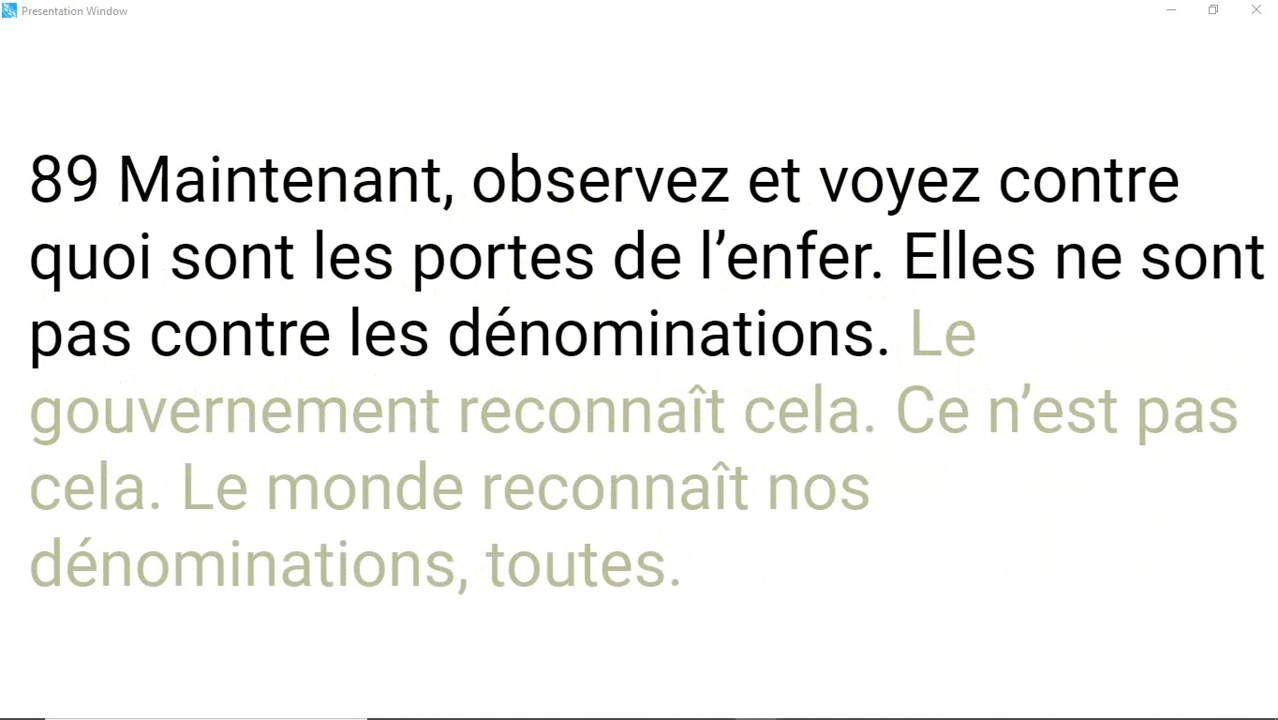 Presentation Window
89 Maintenant, observez et voyez contre
quoi sont les portes de l’enfer. Elles ne sont
pas contre les dénominations. Le
gouvernement reconnaît cela. Ce n’est pas
cela. Le monde reconnaît nos
dénominations, toutes.